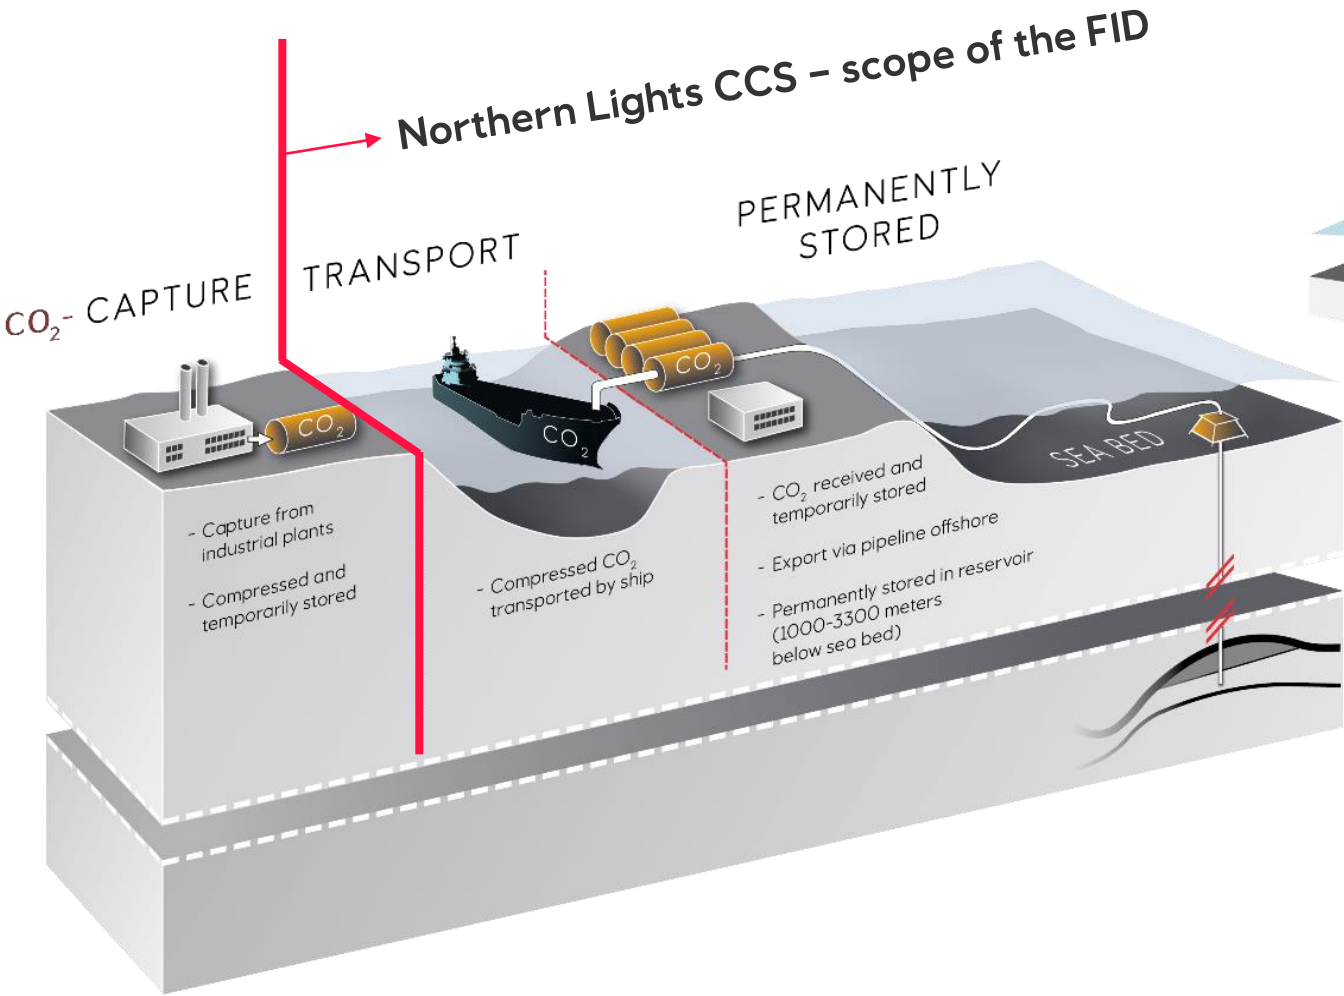 Northern Lights CCS – scope of the FID
CO₂- CAPTURE
TRANSPORT
PERMANENTLY
STORED
CO₂
CO₂
CO₂
SEA BED
- Capture from
industrial plants
- Compressed and
temporarily stored
- Compressed CO₂
transported by ship
- CO₂ received and
temporarily stored
- Export via pipeline offshore
- Permanently stored in reservoir
(1000-3300 meters
below sea bed)